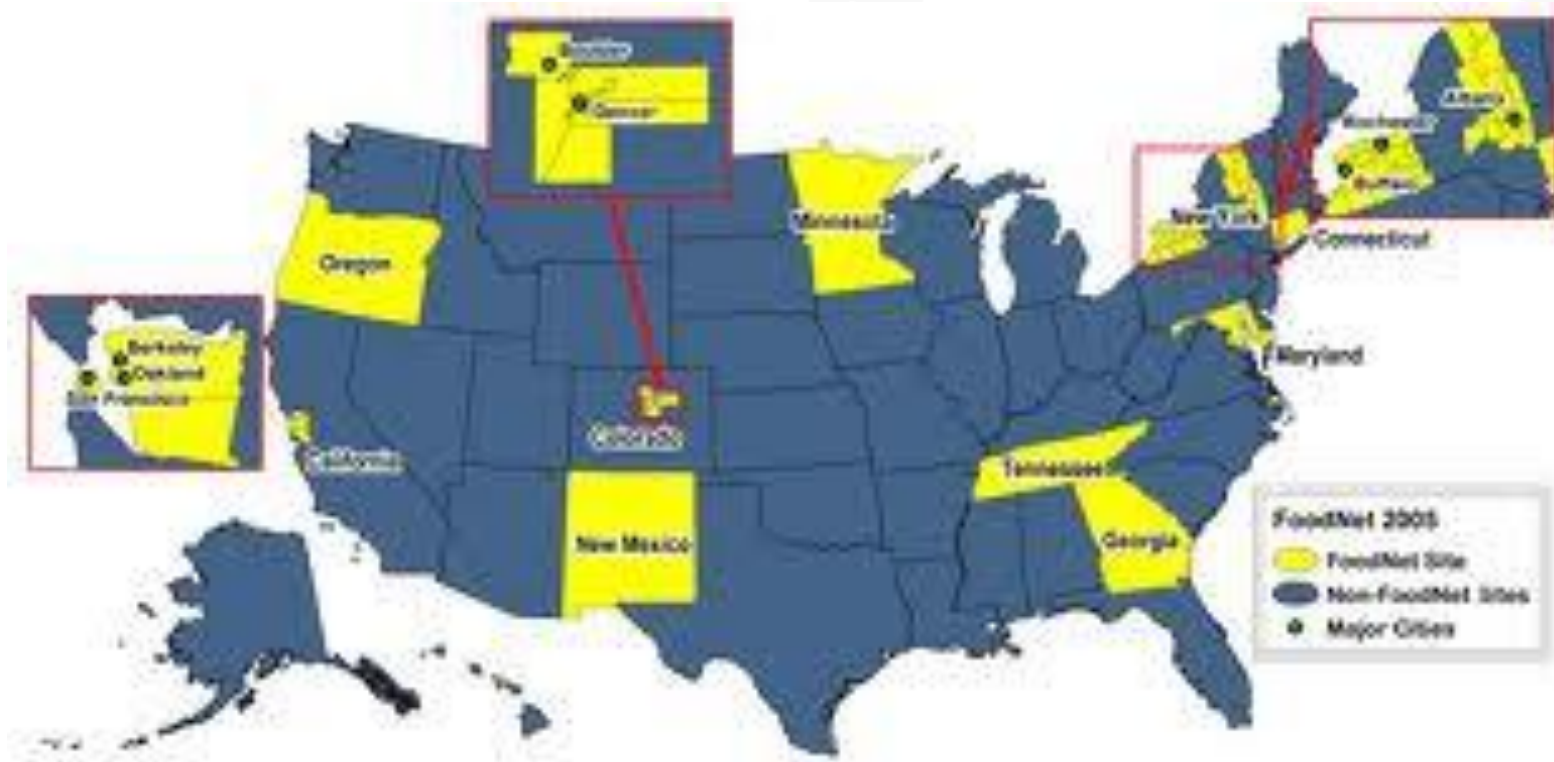 Boulder
Denver
Albany
Rochester
Buffalo
Minnesota
New York
Connecticut
Oregon
Berkeley
Oakland
San Francisco
Maryland
Colorado
California
Tennessee
New Mexico
Georgia
FoodNet 2005
FoodNet Site
Non-FoodNet Sites
Major Cities